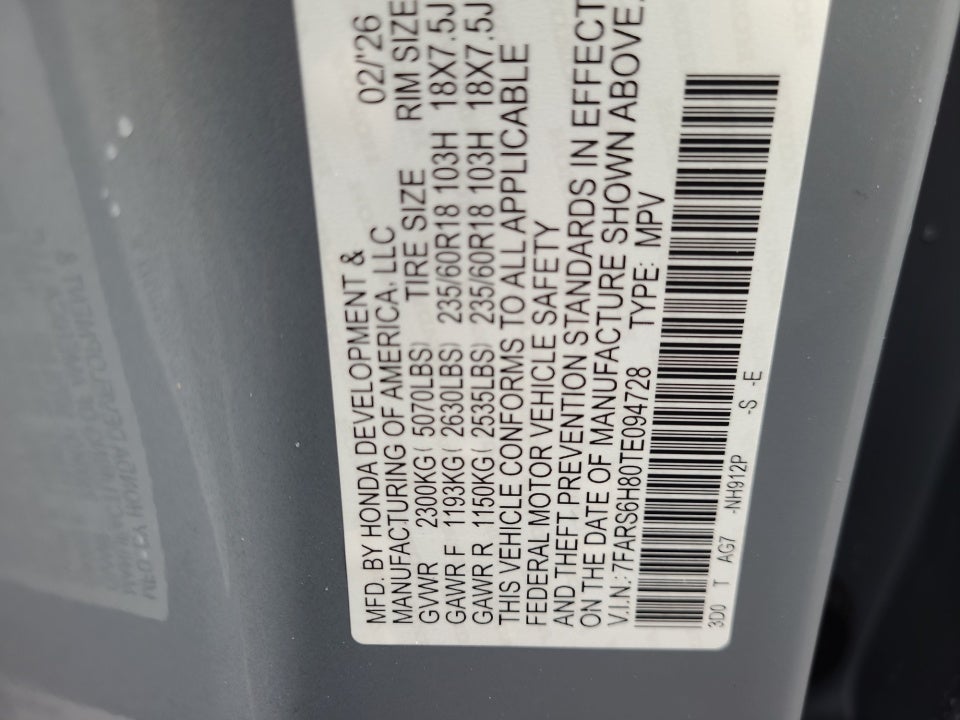 MFD. BY HONDA DEVELOPMENT & 02/'26
MANUFACTURING OF AMERICA, LLC
GVWR 2300KG ( 5070LBS) TIRE SIZE RIM SIZE
GAWR F 1193KG ( 2630LBS) 235/60R18 103H 18X7.5J
GAWR R 1150KG ( 2535LBS) 235/60R18 103H 18X7.5J
THIS VEHICLE CONFORMS TO ALL APPLICABLE
FEDERAL MOTOR VEHICLE SAFETY
AND THEFT PREVENTION STANDARDS IN EFFECT
ON THE DATE OF MANUFACTURE SHOWN ABOVE.
V.I.N.: 7FARS6H80TE094728 TYPE: MPV
3D0 T AG7 -NH912P -S -E